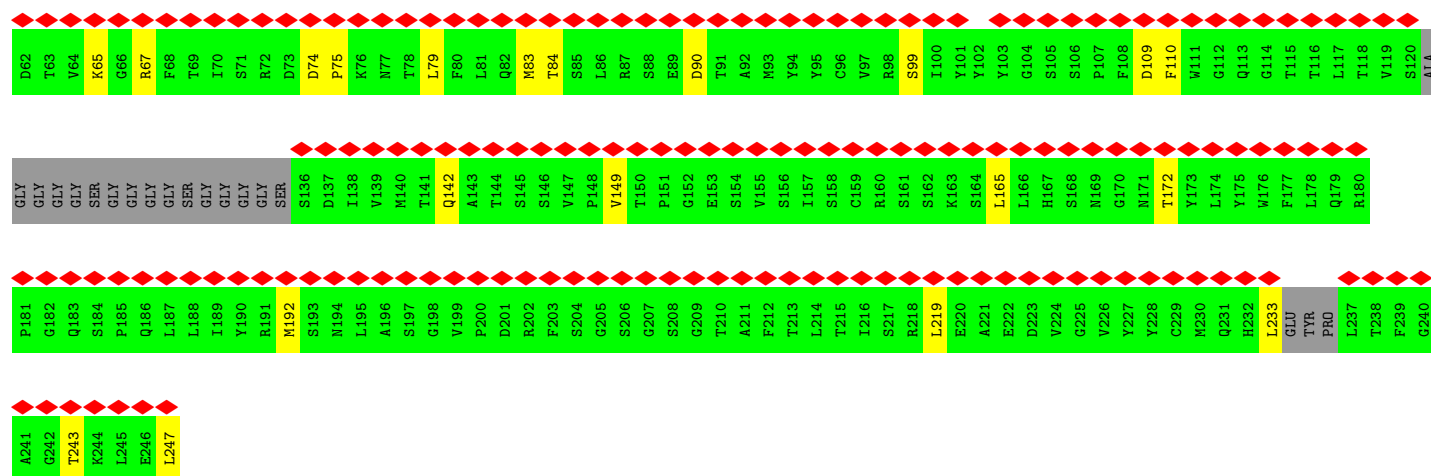 D62 T63 V64 K65 G66 R67 F68 T69 I70 S71 R72 D73 D74 P75 K76 N77 T78 L79 F80 L81 Q82 M83 T84 S85 L86 R87 S88 E89 D90 T91 A92 M93 Y94 Y95 C96 V97 R98 S99 I100 Y101 Y102 Y103 G104 S105 S106 P107 F108 D109 F110 W111 G112 Q113 G114 T115 T116 L117 T118 V119 S120 ALA
GLY GLY GLY GLY SER GLY GLY GLY GLY SER GLY GLY GLY GLY SER S136 D137 I138 V139 M140 T141 Q142 A143 T144 S145 S146 V147 P148 V149 T150 P151 G152 E153 S154 V155 S156 I157 S158 C159 R160 S161 S162 K163 S164 L165 L166 H167 S168 N169 G170 N171 T172 Y173 L174 Y175 W176 F177 L178 Q179 R180
P181 G182 Q183 S184 P185 Q186 L187 L188 I189 Y190 R191 M192 S193 N194 L195 A196 S197 G198 V199 P200 D201 R202 F203 S204 G205 S206 G207 S208 G209 T210 A211 F212 T213 L214 T215 I216 S217 R218 L219 E220 A221 E222 D223 V224 G225 V226 Y227 Y228 C229 M230 Q231 H232 L233 GLU TYR PRO L237 T238 F239 G240
A241 G242 T243 K244 L245 E246 L247